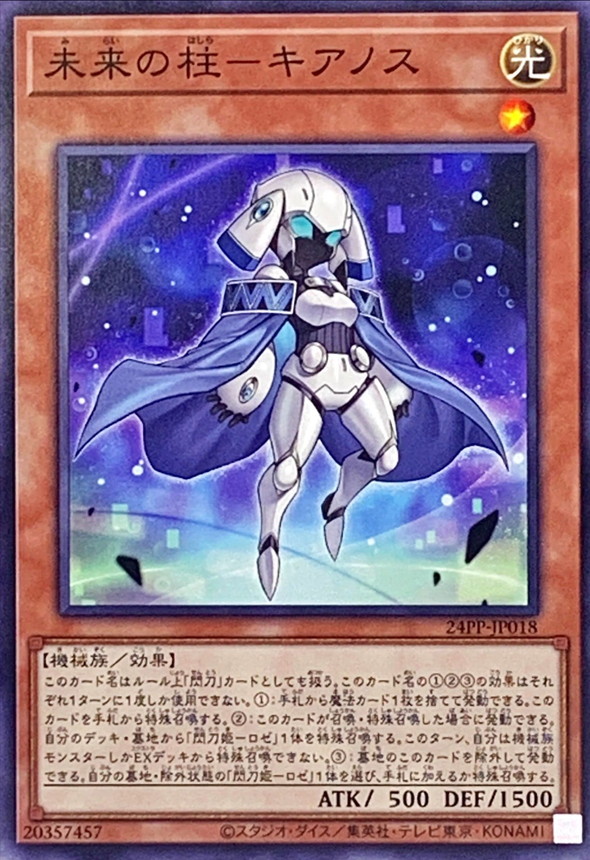 未来の柱－キアノス
光
24PP-JP018
【機械族／効果】
このカード名はルール上「閃刀」カードとしても扱う。このカード名の①②③の効果はそれ
ぞれ1ターンに1度しか使用できない。①：手札から魔法カード1枚を捨てて発動できる。この
カードを手札から特殊召喚する。②：このカードが召喚・特殊召喚した場合に発動できる。
自分のデッキ・墓地から「閃刀姫－ロゼ」1体を特殊召喚する。このターン、自分は機械族
モンスターしかEXデッキから特殊召喚できない。③：墓地のこのカードを除外して発動
できる。自分の墓地・除外状態の「閃刀姫－ロゼ」1体を選び、手札に加えるか特殊召喚する。
ATK/ 500 DEF/1500
20357457 ©スタジオ・ダイス／集英社・テレビ東京・KONAMI